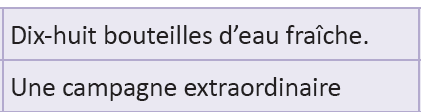 Dix-huit bouteilles d’eau fraîche.
Une campagne extraordinaire